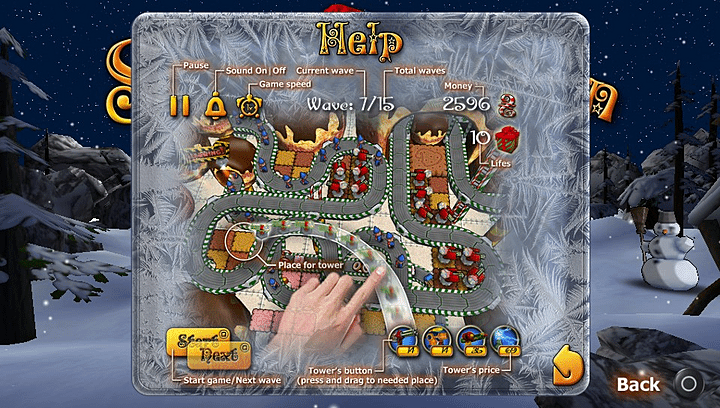 Help
Pause
Sound On|Off
Current wave
Total waves
Game speed
Money
Wave: 7/15
2596
10
Lifes
Place for tower
Start
Next
Start game/Next wave
Tower's button
(press and drag to needed place)
Tower's price
Back